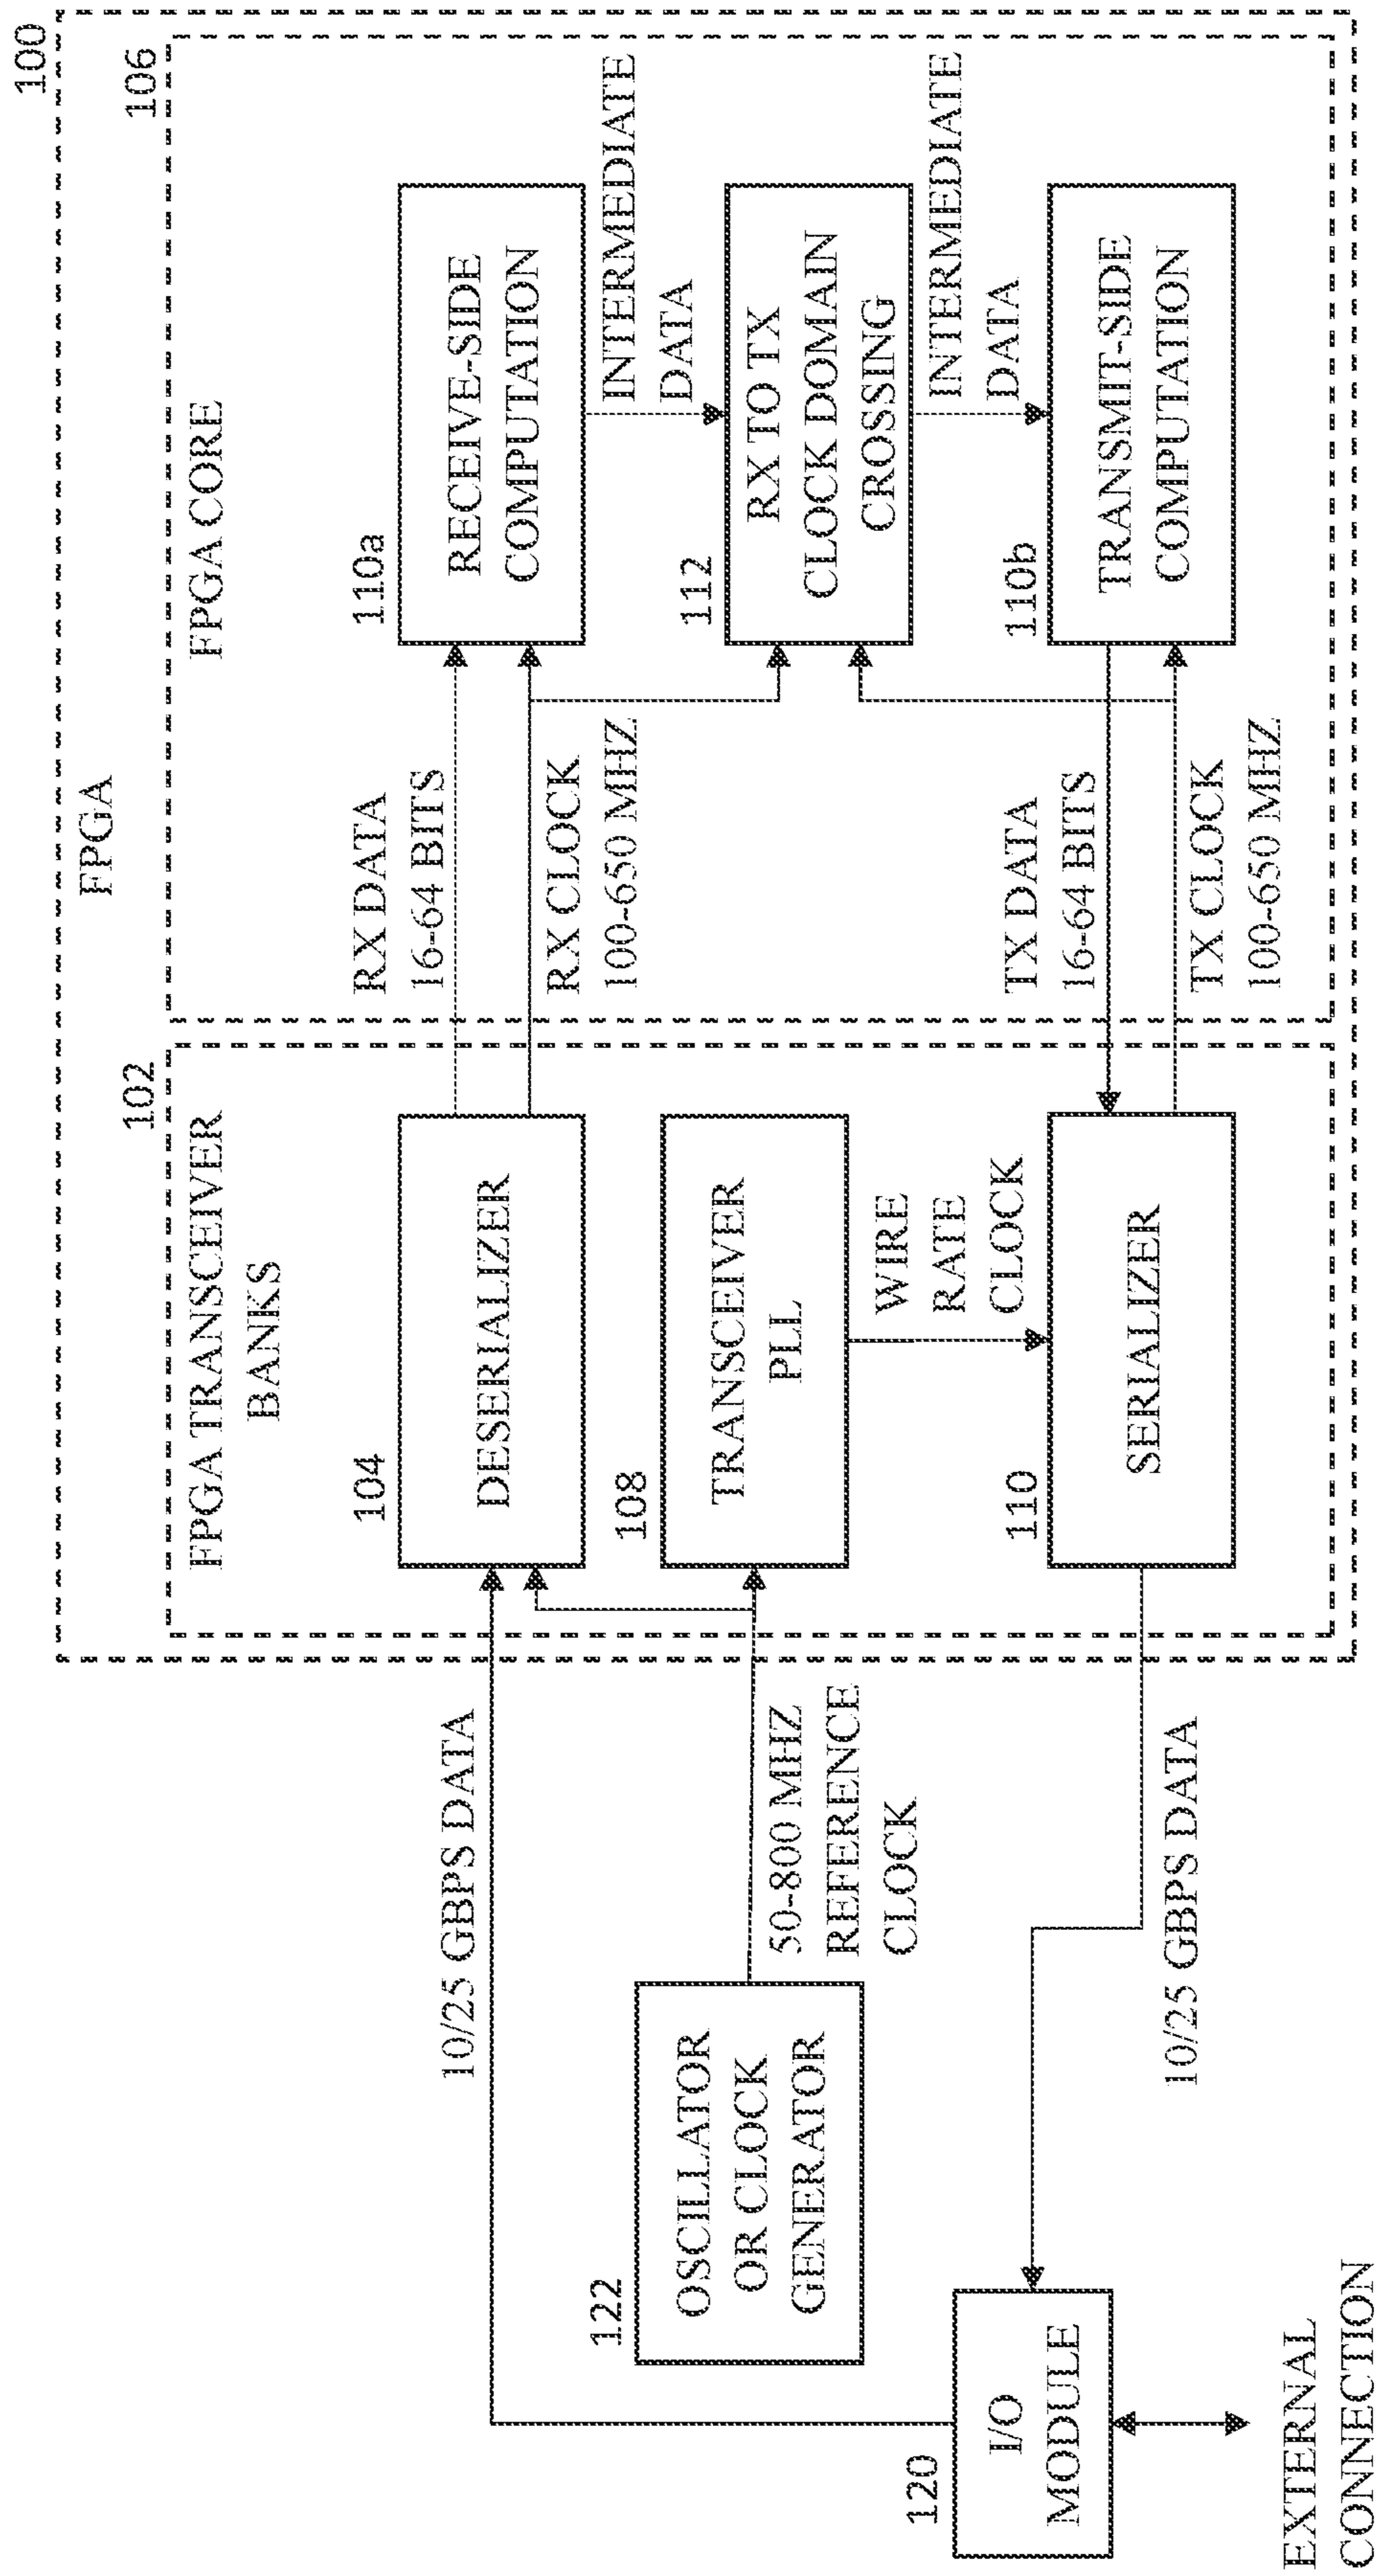 100
FPGA
106
FPGA CORE
102
FPGA TRANSCEIVER
BANKS
10/25 GBPS DATA
104
DESERIALIZER
RX DATA
16-64 BITS
RX CLOCK
100-650 MHZ
110a
RECEIVE-SIDE
COMPUTATION
INTERMEDIATE
DATA
122
OSCILLATOR
OR CLOCK
GENERATOR
50-800 MHZ
REFERENCE
CLOCK
108
TRANSCEIVER
PLL
WIRE
RATE
CLOCK
112
RX TO TX
CLOCK DOMAIN
CROSSING
INTERMEDIATE
DATA
120
I/O
MODULE
EXTERNAL
CONNECTION
10/25 GBPS DATA
110
SERIALIZER
TX DATA
16-64 BITS
TX CLOCK
100-650 MHZ
110b
TRANSMIT-SIDE
COMPUTATION